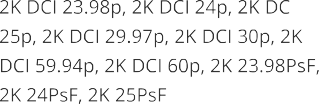 2K DCI 23.98p, 2K DCI 24p, 2K DC
25p, 2K DCI 29.97p, 2K DCI 30p, 2K
DCI 59.94p, 2K DCI 60p, 2K 23.98PsF,
2K 24PsF, 2K 25PsF